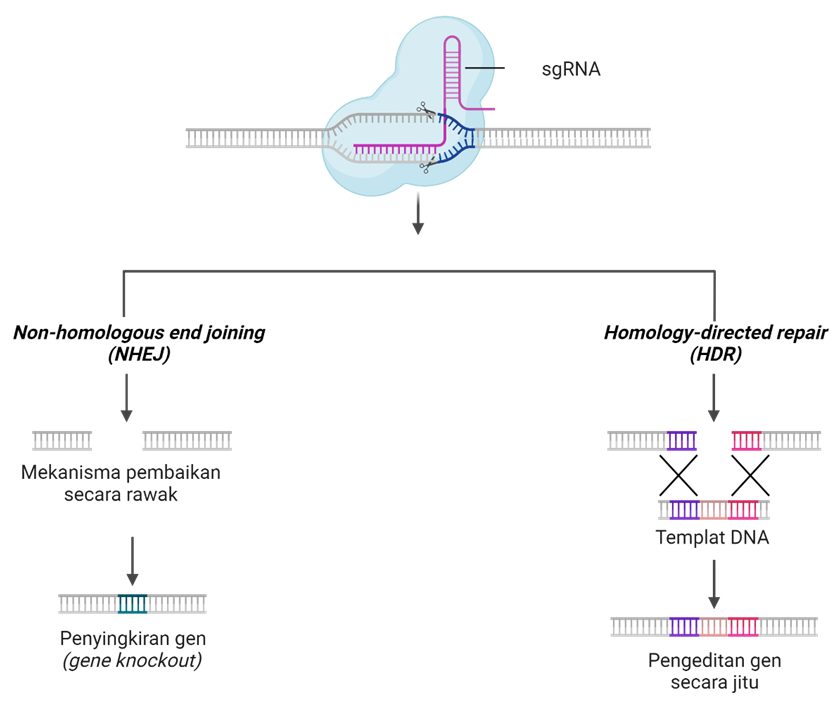 sgRNA
Non-homologous end joining
(NHEJ)
Mekanisma pembaikan
secara rawak
Penyingkiran gen
(gene knockout)
Homology-directed repair
(HDR)
Templat DNA
Pengeditan gen
secara jitu